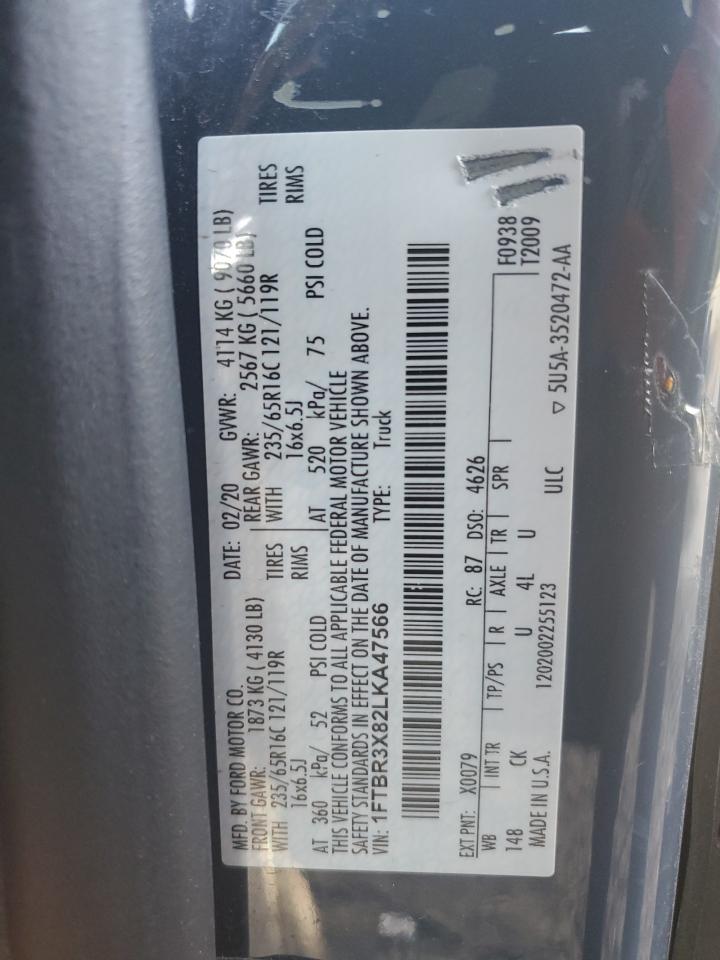 MFD. BY FORD MOTOR CO. DATE: 02/20 GVWR: 4114 KG ( 9070 LB)
FRONT GAWR: 1873 KG ( 4130 LB) REAR GAWR: 2567 KG ( 5660 LB)
WITH 235/65R16C 121/119R TIRES WITH 235/65R16C 121/119R TIRES
16x6.5J RIMS 16x6.5J RIMS
AT 360 kPa/ 52 PSI COLD AT 520 kPa/ 75 PSI COLD
THIS VEHICLE CONFORMS TO ALL APPLICABLE FEDERAL MOTOR VEHICLE
SAFETY STANDARDS IN EFFECT ON THE DATE OF MANUFACTURE SHOWN ABOVE.
VIN: 1FTBR3X82LKA47566 TYPE: Truck
EXT PNT: X0079 RC: 87 DSO: 4626 F0938
WB INT TR TP/PS R AXLE TR SPR T2009
148 CK U 4L U
MADE IN U.S.A. 1202002255123 ULC ▽ 5U5A-3520472-AA